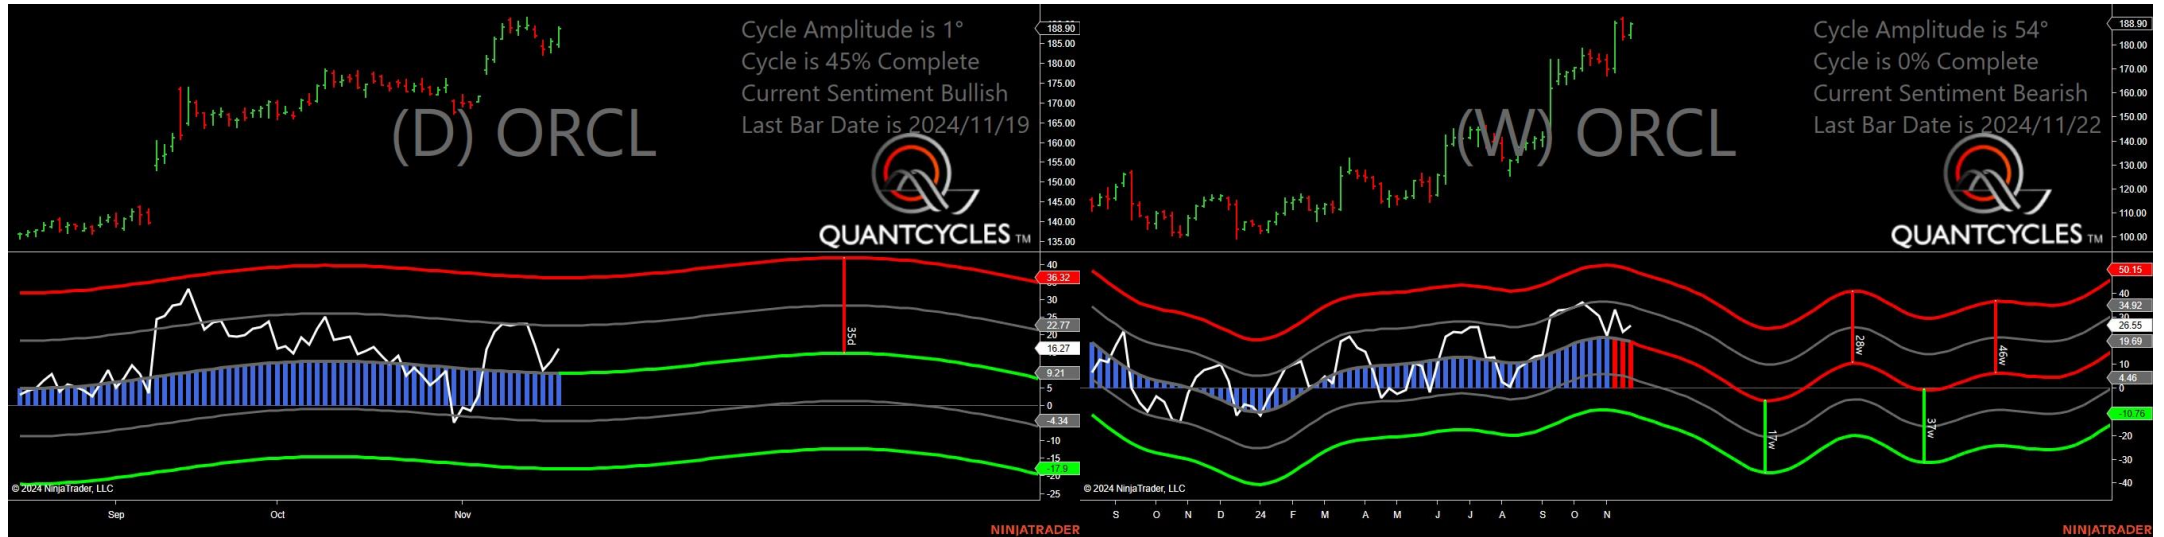 Cycle Amplitude is 1°
Cycle is 45% Complete
Current Sentiment Bullish
Last Bar Date is 2024/11/19
(D) ORCL
QUANTCYCLES TM
188.90
185.00
180.00
175.00
170.00
165.00
160.00
155.00
150.00
145.00
140.00
135.00
40
36.32
30
22.77
20
16.27
9.21
5
0
-4.34
-10
-15
-17.9
-20
-25
35d
© 2024 NinjaTrader, LLC
Sep Oct Nov
NINJATRADER
Cycle Amplitude is 54°
Cycle is 0% Complete
Current Sentiment Bearish
Last Bar Date is 2024/11/22
(W) ORCL
QUANTCYCLES TM
188.90
180.00
170.00
160.00
150.00
140.00
130.00
120.00
110.00
100.00
50.15
40
34.92
30
26.55
19.69
10
4.46
0
-10.76
-20
-30
-40
17w
28w
37w
46w
© 2024 NinjaTrader, LLC
S O N D 24 F M A M J J A S O N
NINJATRADER